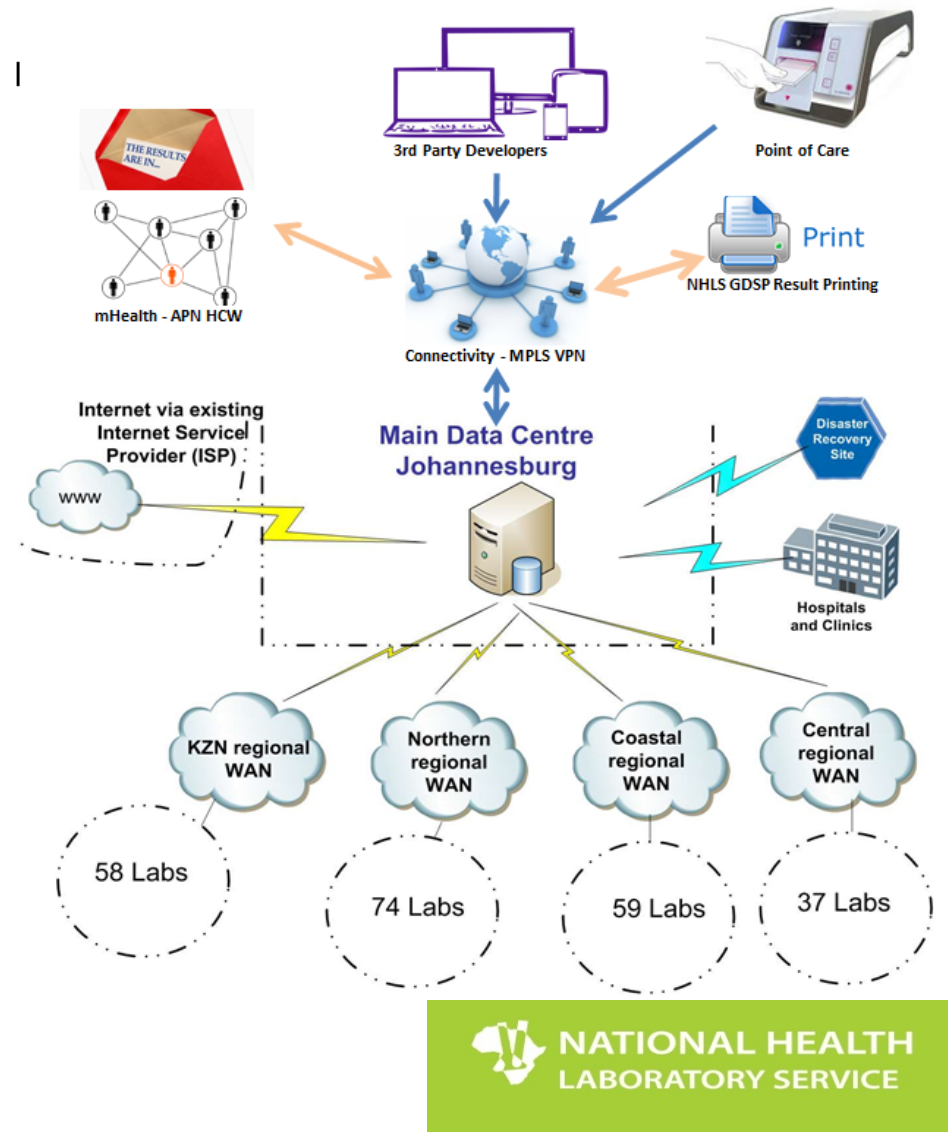 THE RESULTS
ARE IN...
3rd Party Developers
Point of Care
Print
NHLS GDSP Result Printing
mHealth - APN HCW
Connectivity - MPLS VPN
Internet via existing
Internet Service
Provider (ISP)
www
Main Data Centre
Johannesburg
Disaster
Recovery
Site
Hospitals
and Clinics
KZN regional
WAN
Northern
regional
WAN
Coastal
regional
WAN
Central
regional
WAN
58 Labs
74 Labs
59 Labs
37 Labs
NATIONAL HEALTH
LABORATORY SERVICE